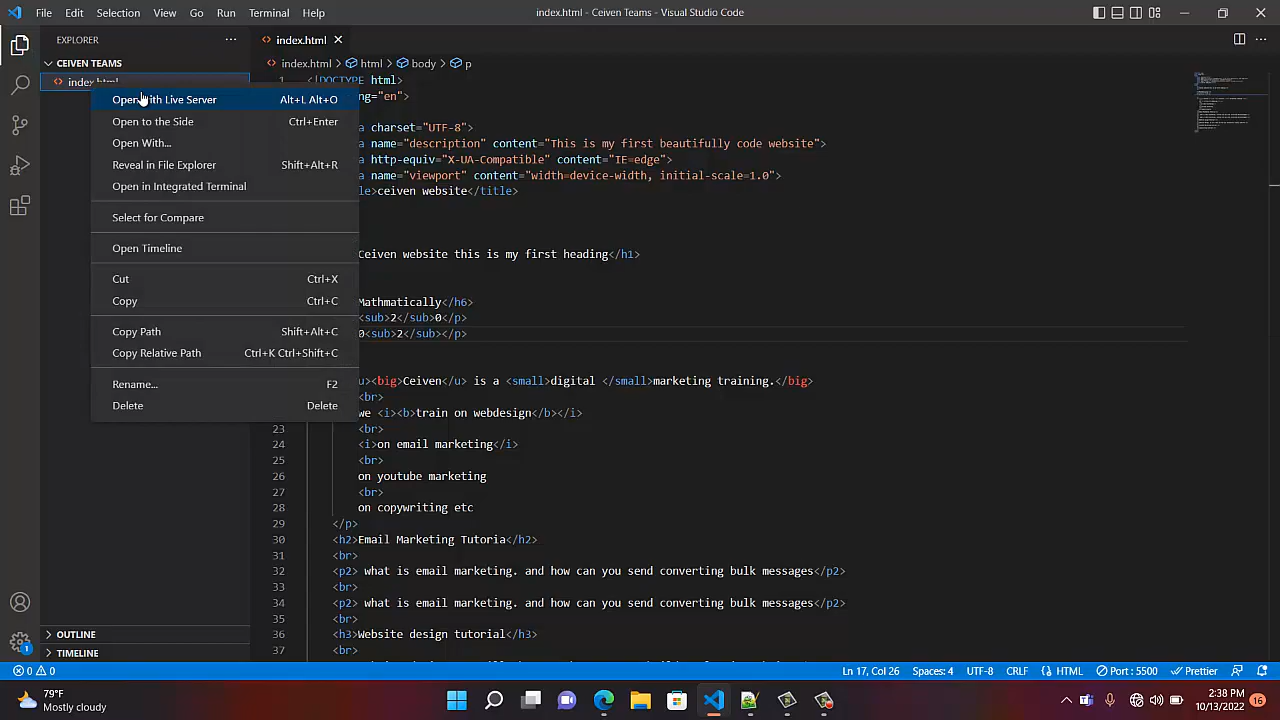 File Edit Selection View Go Run Terminal Help
index.html - Ceiven Teams - Visual Studio Code
EXPLORER
index.html
CEIVEN TEAMS
index.html > html > body > p
index.html
1 <!DOCTYPE html>
Open with Live Server Alt+L Alt+O
ng="en">
Open to the Side Ctrl+Enter
a charset="UTF-8">
Open With...
a name="description" content="This is my first beautifully code website">
Reveal in File Explorer Shift+Alt+R
a http-equiv="X-UA-Compatible" content="IE=edge">
a name="viewport" content="width=device-width, initial-scale=1.0">
Open in Integrated Terminal
le>ceiven website</title>
Select for Compare
Open Timeline
Ceiven website this is my first heading</h1>
Cut Ctrl+X
Copy Ctrl+C
Mathmatically</h6>
<sub>2</sub>0</p>
Copy Path Shift+Alt+C
0<sub>2</sub></p>
Copy Relative Path Ctrl+K Ctrl+Shift+C
Rename... F2
u><big>Ceiven</u> is a <small>digital </small>marketing training.</big>
<br>
Delete Delete
we <i><b>train on webdesign</b></i>
23 <br>
24 <i>on email marketing</i>
25 <br>
26 on youtube marketing
27 <br>
28 on copywriting etc
29 </p>
30 <h2>Email Marketing Tutoria</h2>
31 <br>
32 <p2> what is email marketing. and how can you send converting bulk messages</p2>
33 <br>
34 <p2> what is email marketing. and how can you send converting bulk messages</p2>
35 <br>
36 <h3>Website design tutorial</h3>
37 <br>
OUTLINE
TIMELINE
1
0 0
Ln 17, Col 26 Spaces: 4 UTF-8 CRLF HTML Port : 5500 Prettier
79°F
Mostly cloudy
2:38 PM
10/13/2022
16